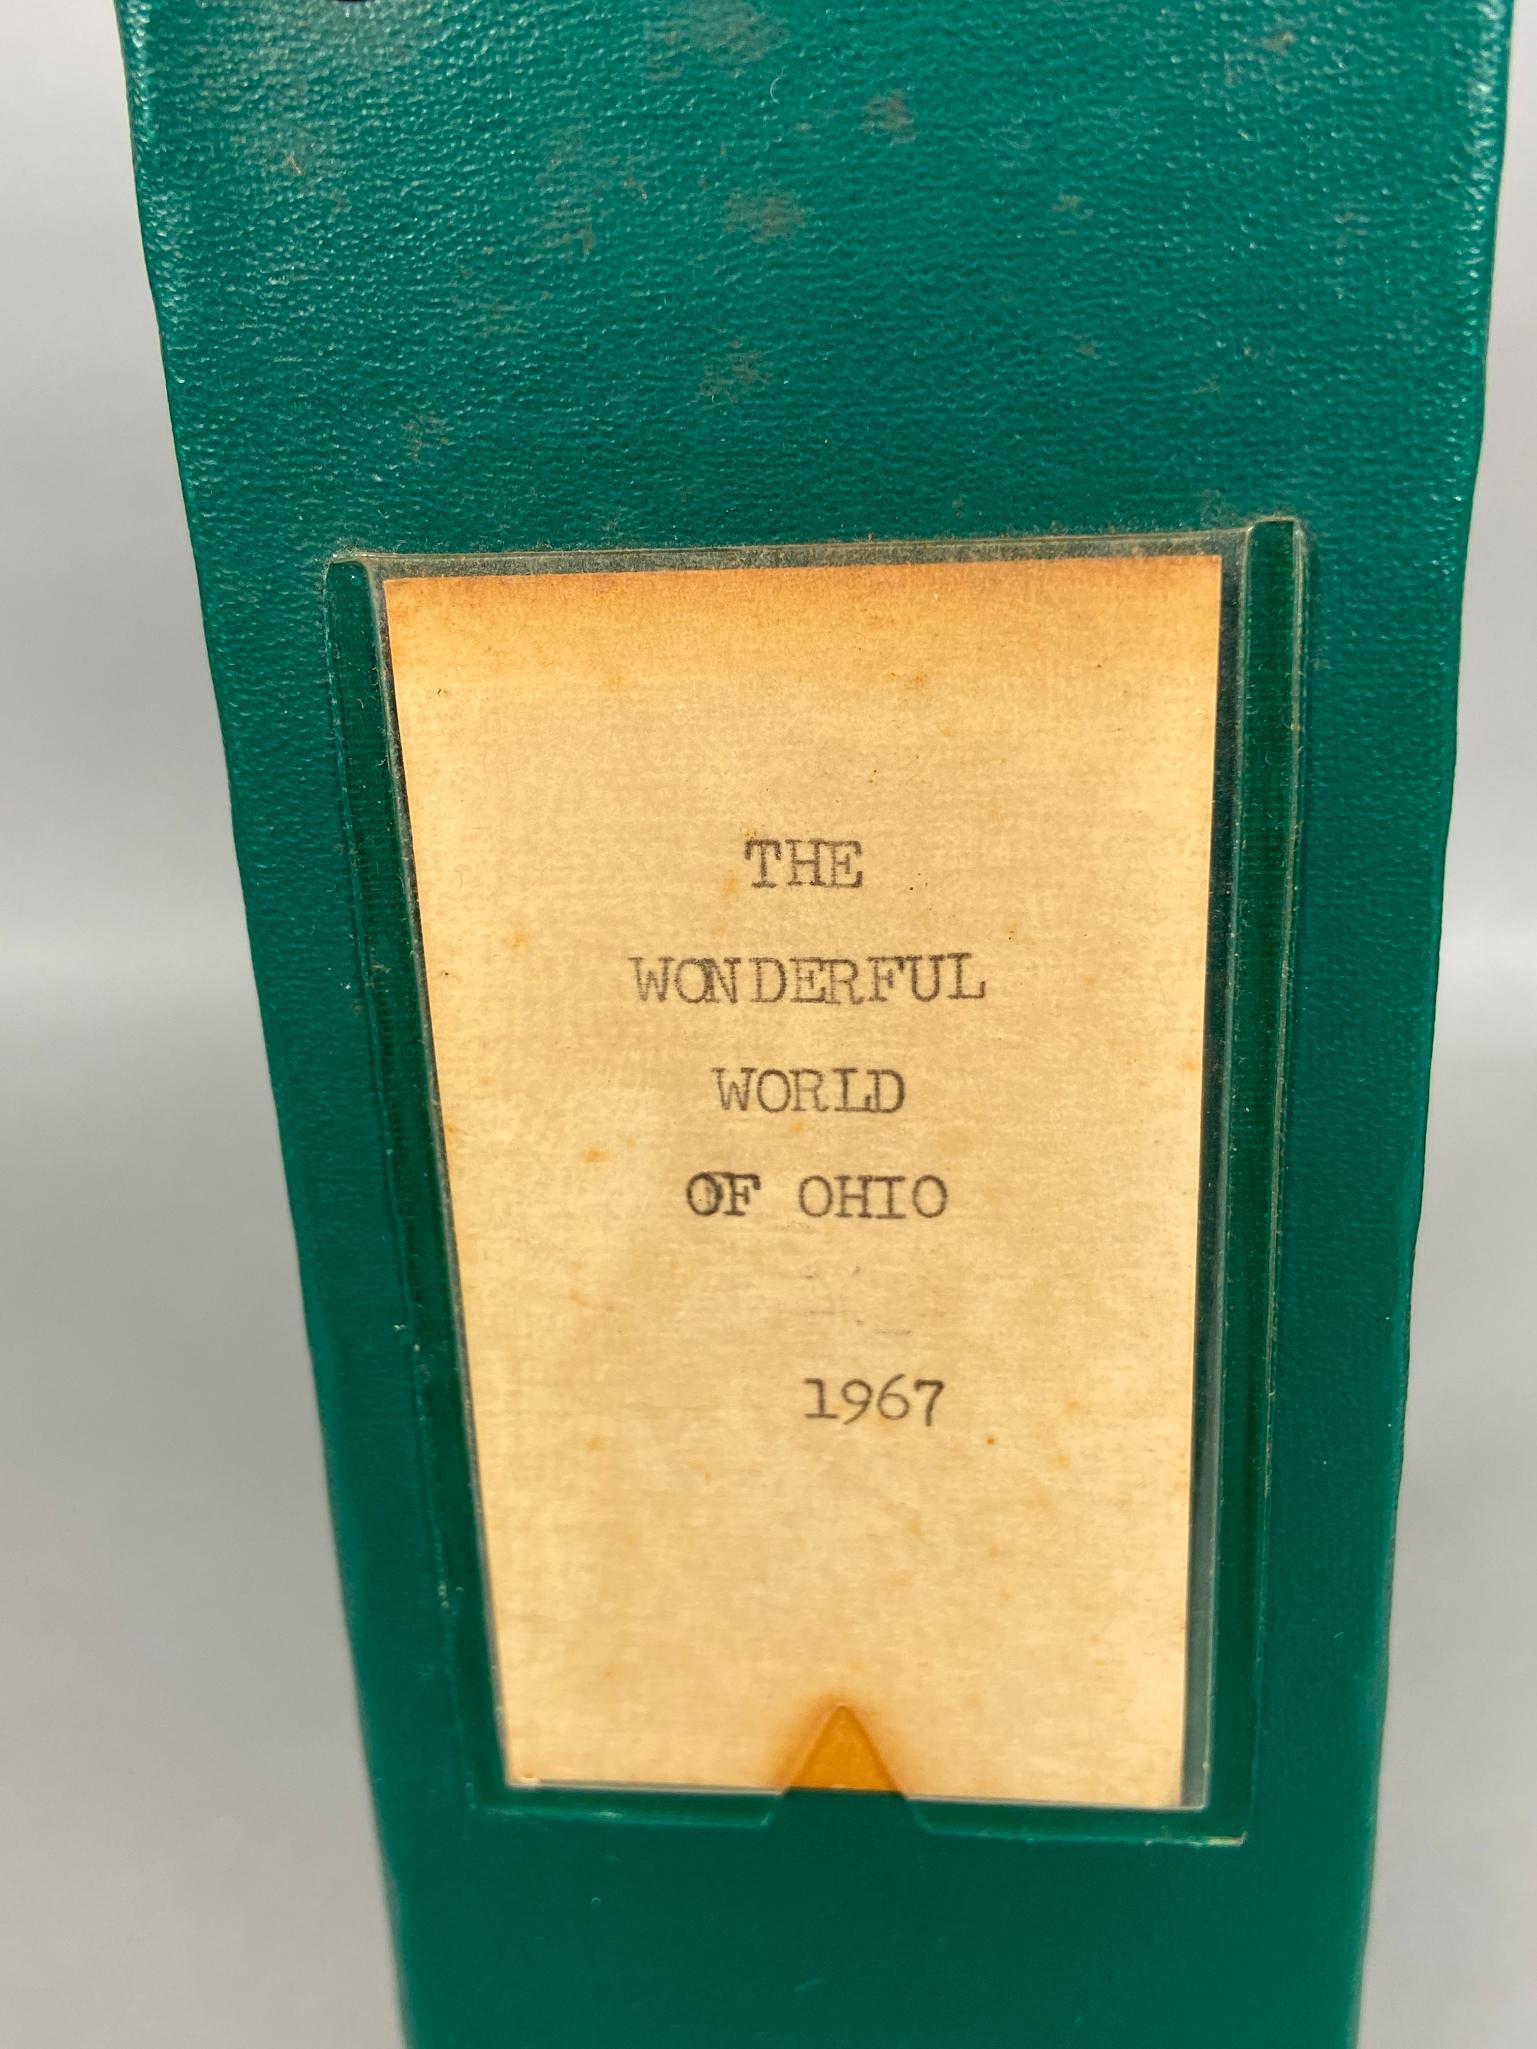 THE
WONDERFUL
WORLD
OF OHIO
1967